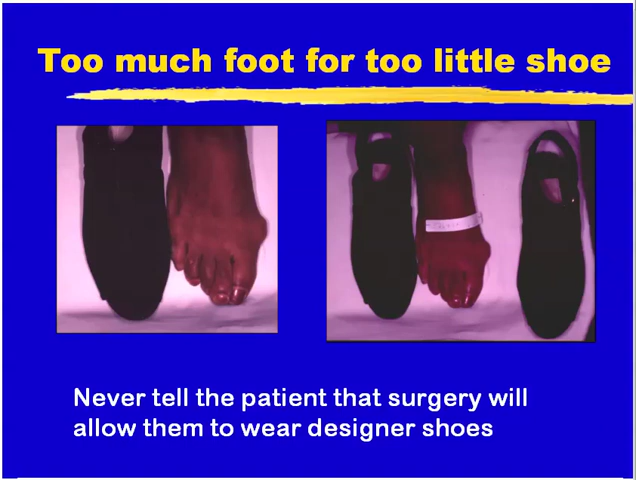 Too much foot for too little shoe
Never tell the patient that surgery will
allow them to wear designer shoes